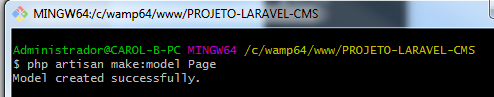 MINGW64:/c/wamp64/www/PROJETO-LARAVEL-CMS
Administrador@CAROL-B-PC MINGW64 /c/wamp64/www/PROJETO-LARAVEL-CMS
$ php artisan make:model Page
Model created successfully.